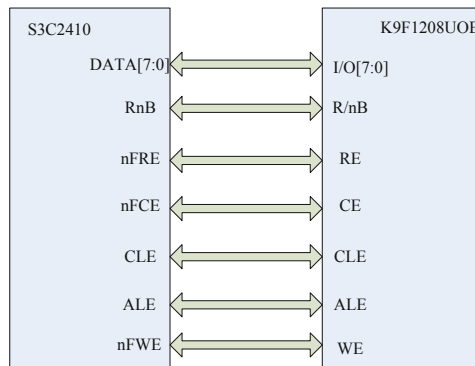 S3C2410 K9F1208UOB
DATA[7:0] I/O[7:0]
RnB R/nB
nFRE RE
nFCE CE
CLE CLE
ALE ALE
nFWE WE